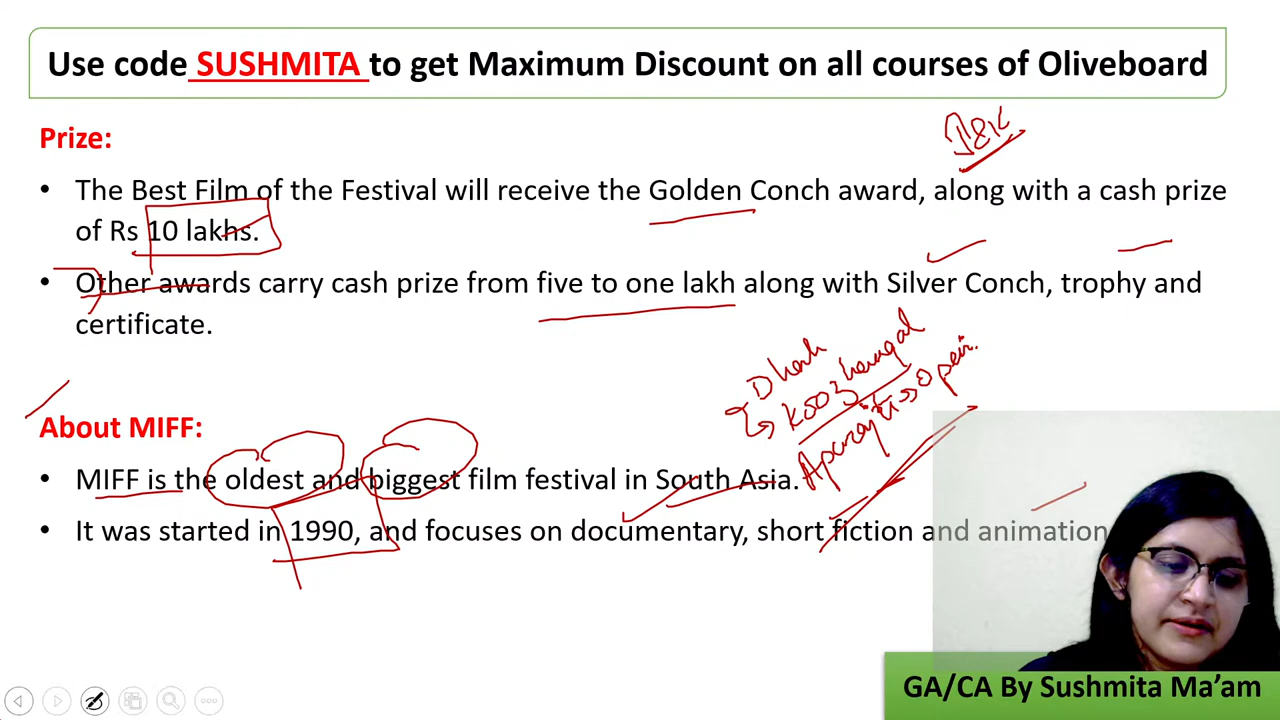 Use code SUSHMITA to get Maximum Discount on all courses of Oliveboard
J&K
Prize:
• The Best Film of the Festival will receive the Golden Conch award, along with a cash prize
of Rs 10 lakhs.
• Other awards carry cash prize from five to one lakh along with Silver Conch, trophy and
certificate.
Koozhangal
About MIFF:
• MIFF is the oldest and biggest film festival in South Asia.
• It was started in 1990, and focuses on documentary, short fiction and animation
GA/CA By Sushmita Ma’am